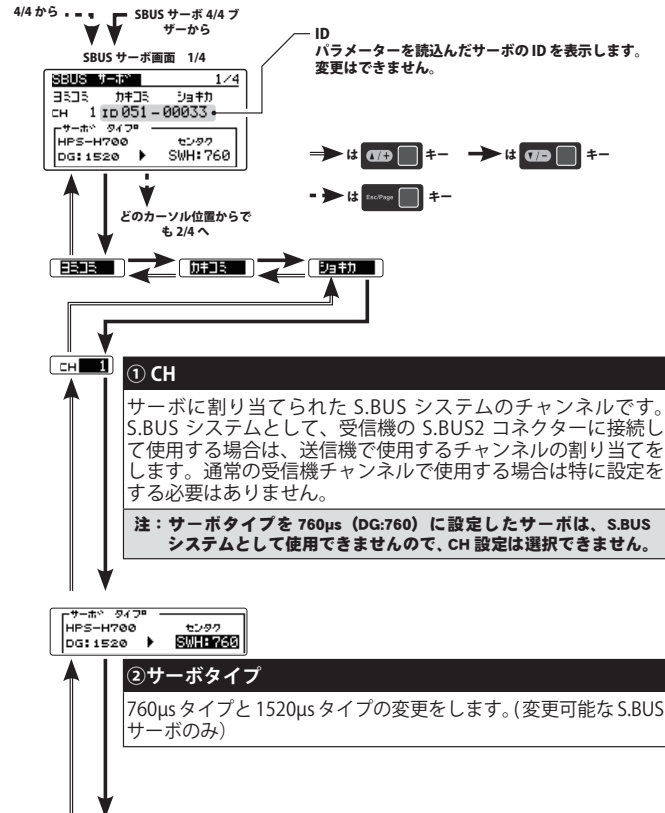 4/4 から
SBUS サーボ 4/4 ブ
ザーから
SBUS サーボ画面 1/4
ID
パラメーターを読込んだサーボの ID を表示します。
変更はできません。
SBUS サーボ 1/4
ヨミコミ カキコミ ショキカ
CH 1 ID 051-00033
サーボ タイプ
HPS-H700 センタク
DG:1520 ▶ SWH:760
は ▲/+ キー
は ▼/- キー
は Esc/Page キー
どのカーソル位置からで
も 2/4 へ
ヨミコミ カキコミ ショキカ
CH 1
① CH
サーボに割り当てられた S.BUS システムのチャンネルです。
S.BUS システムとして、受信機の S.BUS2 コネクターに接続し
て使用する場合は、送信機で使用するチャンネルの割り当てを
します。通常の受信機チャンネルで使用する場合は特に設定を
する必要はありません。
注：サーボタイプを 760μs（DG:760）に設定したサーボは、S.BUS
システムとして使用できませんので、CH 設定は選択できません。
サーボ タイプ
HPS-H700 センタク
DG:1520 ▶ SWH:760
②サーボタイプ
760μs タイプと 1520μs タイプの変更をします。(変更可能な S.BUS
サーボのみ）